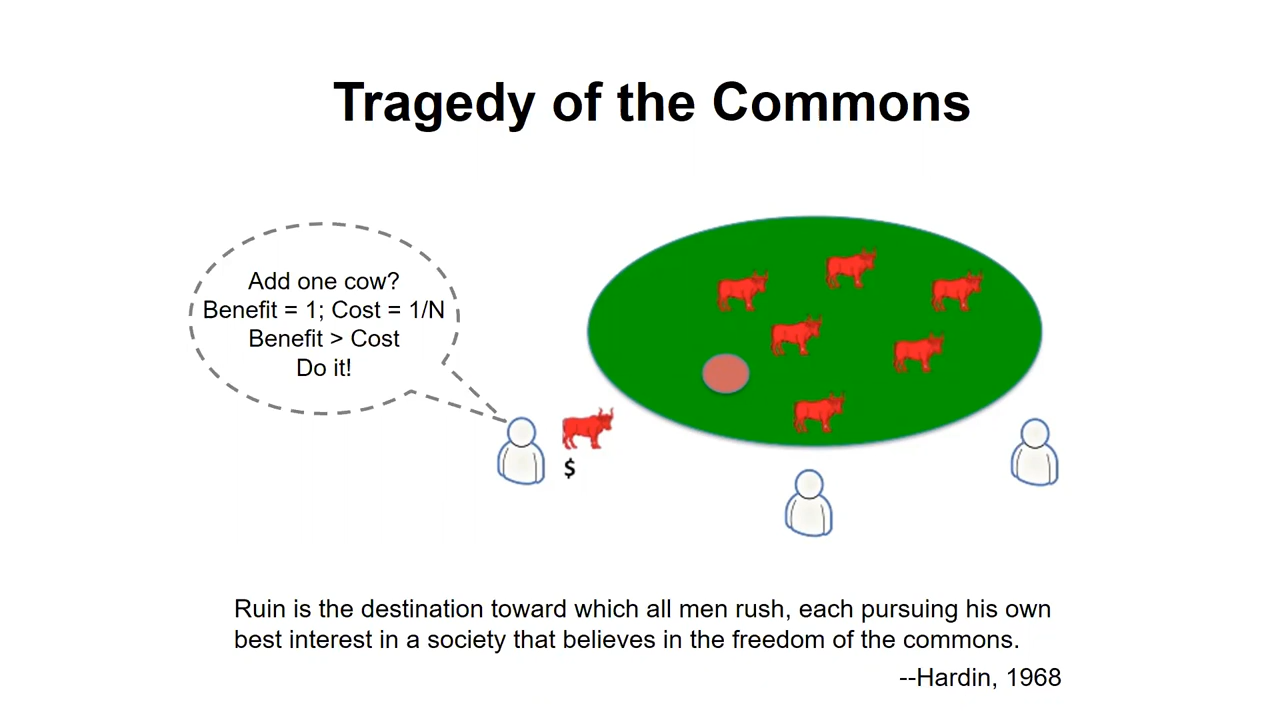 Tragedy of the Commons
Add one cow?
Benefit = 1; Cost = 1/N
Benefit > Cost
Do it!
$
Ruin is the destination toward which all men rush, each pursuing his own
best interest in a society that believes in the freedom of the commons.
--Hardin, 1968